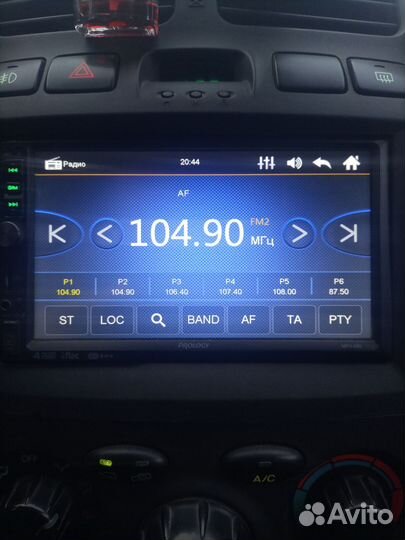 Радио
20:44
AF
104.90
FM2
МГц
P1 P2 P3 P4 P5 P6
104.90 104.90 106.40 107.40 108.00 87.50
ST LOC BAND AF TA PTY
PROLOGY
OFF
A/C
Avito